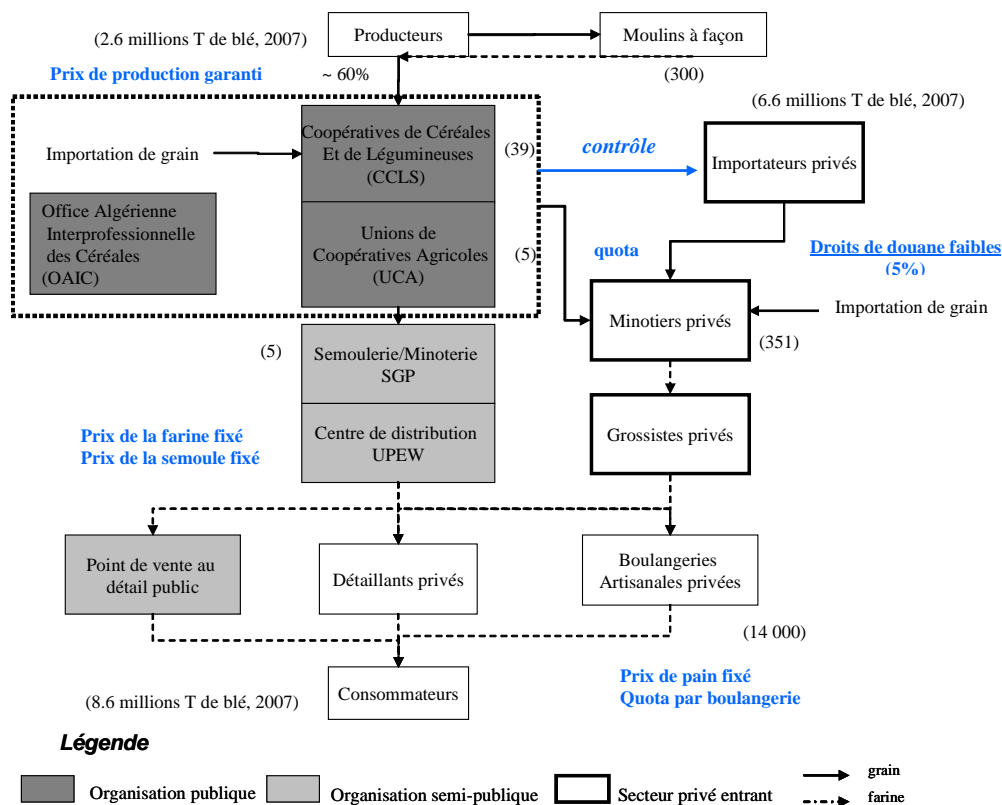 (2.6 millions T de blé, 2007)
Producteurs
Moulins à façon
Prix de production garanti
~ 60%
(300)
(6.6 millions T de blé, 2007)
Importation de grain
Coopératives de Céréales
Et de Légumineuses
(CCLS)
(39)
contrôle
Importateurs privés
Office Algérienne
Interprofessionnelle
des Céréales
(OAIC)
Unions de
Coopératives Agricoles
(UCA)
(5)
quota
Droits de douane faibles
(5%)
Minotiers privés
Importation de grain
(351)
(5)
Semoulerie/Minoterie
SGP
Prix de la farine fixé
Prix de la semoule fixé
Centre de distribution
UPEW
Grossistes privés
Point de vente au
détail public
Détaillants privés
Boulangeries
Artisanales privées
(14 000)
Prix de pain fixé
Quota par boulangerie
(8.6 millions T de blé, 2007)
Consommateurs
Légende
Organisation publique
Organisation semi-publique
Secteur privé entrant
grain
farine